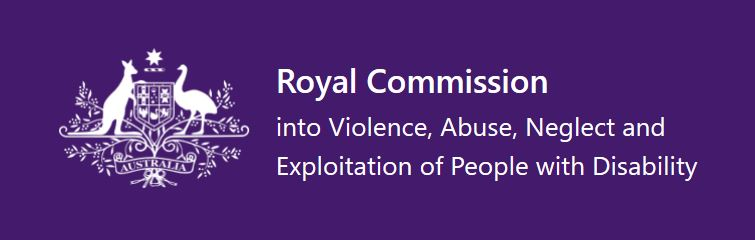 AUSTRALIA
Royal Commission
into Violence, Abuse, Neglect and
Exploitation of People with Disability